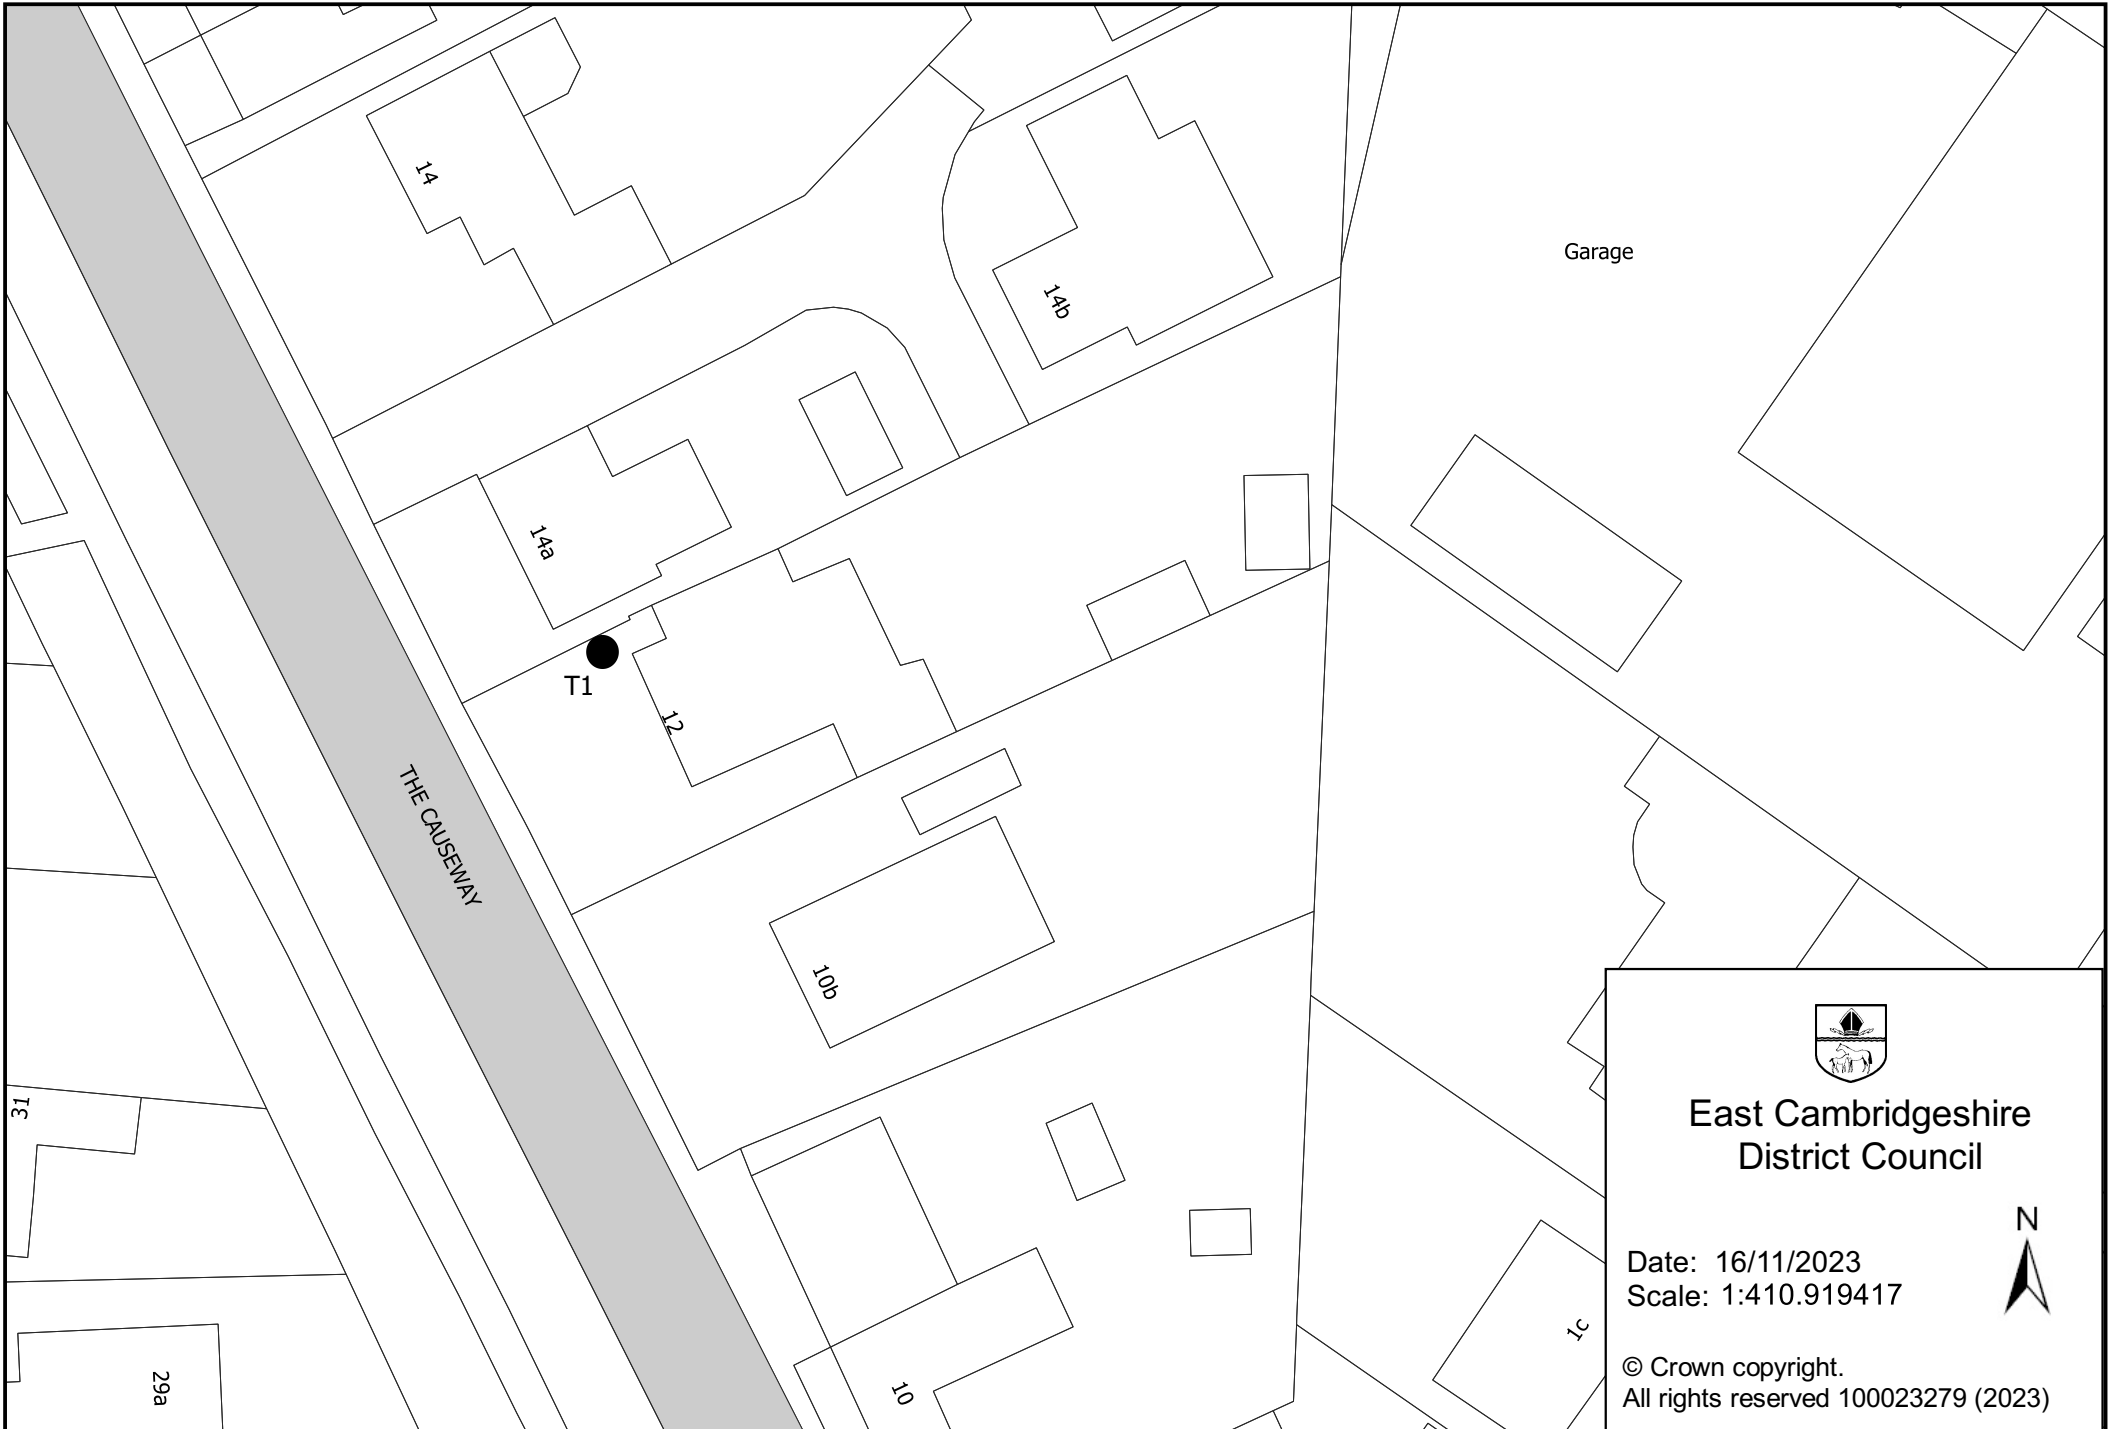 14
Garage
14b
14a
T1
12
THE CAUSEWAY
10b
31
29a
10
1c
East Cambridgeshire
District Council
N
Date: 16/11/2023
Scale: 1:410.919417
© Crown copyright.
All rights reserved 100023279 (2023)